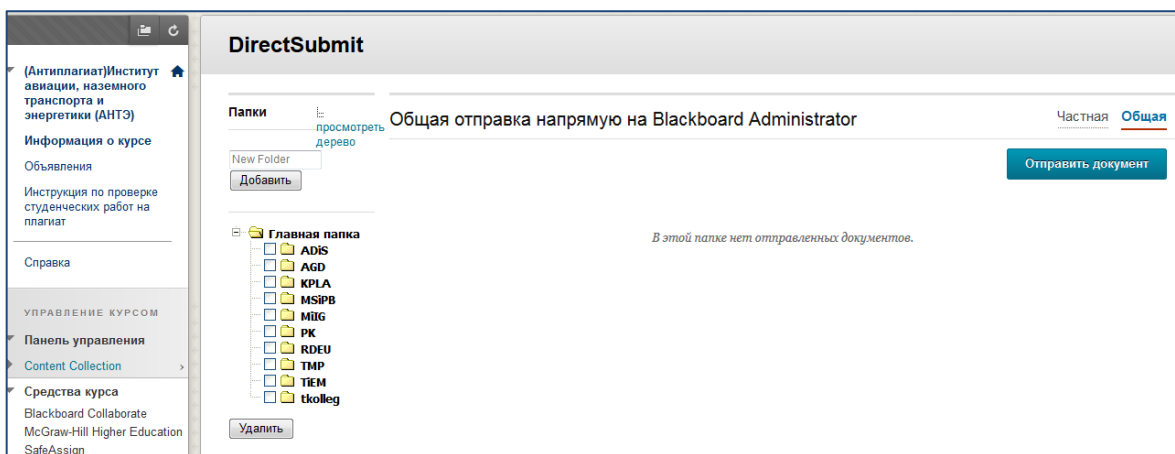 (Антиплагиат)Институт
авиации, наземного
транспорта и
энергетики (АНТЭ)
Информация о курсе
Объявления
Инструкция по проверке
студенческих работ на
плагиат
Справка
УПРАВЛЕНИЕ КУРСОМ
Панель управления
Content Collection
Средства курса
Blackboard Collaborate
McGraw-Hill Higher Education
SafeAssign
DirectSubmit
Папки
просмотреть
дерево
New Folder
Добавить
Главная папка
ADiS
AGD
KPLA
MSiPB
MiIG
PK
RDEU
TMP
TiEM
tkolleg
Удалить
Общая отправка напрямую на Blackboard Administrator
Частная Общая
Отправить документ
В этой папке нет отправленных документов.